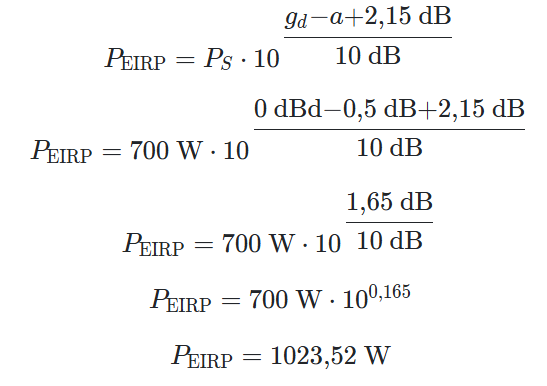 P_EIRP = P_S · 10^((g_d−a+2,15 dB)/(10 dB))
P_EIRP = 700 W · 10^((0 dBd−0,5 dB+2,15 dB)/(10 dB))
P_EIRP = 700 W · 10^((1,65 dB)/(10 dB))
P_EIRP = 700 W · 10^(0,165)
P_EIRP = 1023,52 W